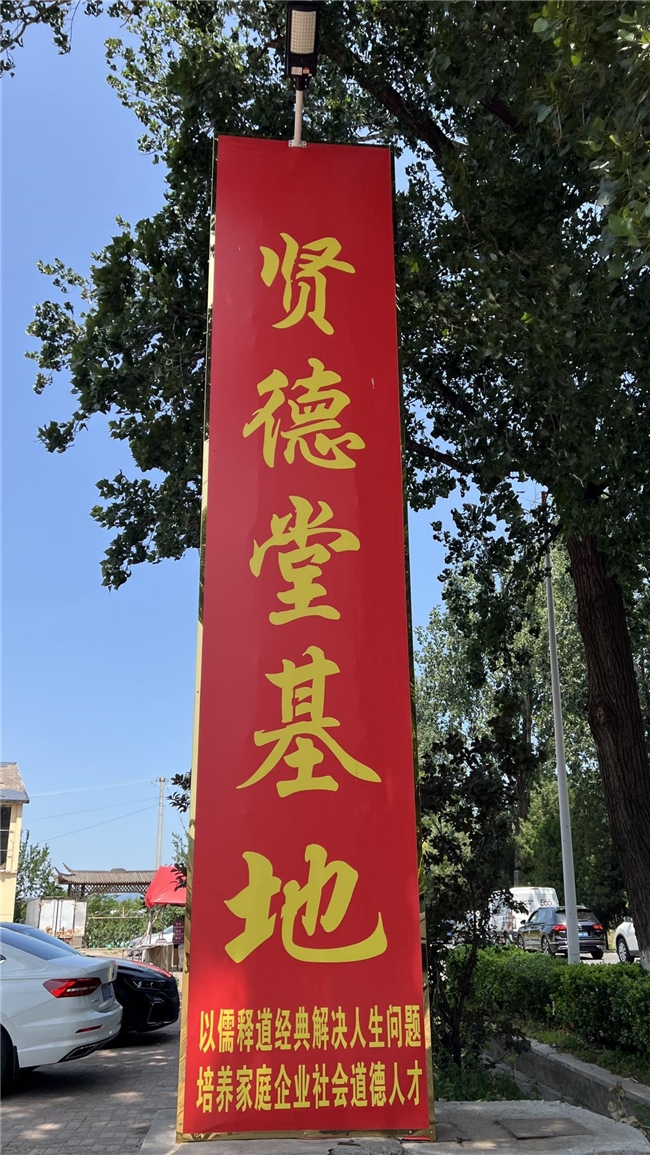 贤德堂基地
以儒释道经典解决人生问题
培养家庭企业社会道德人才